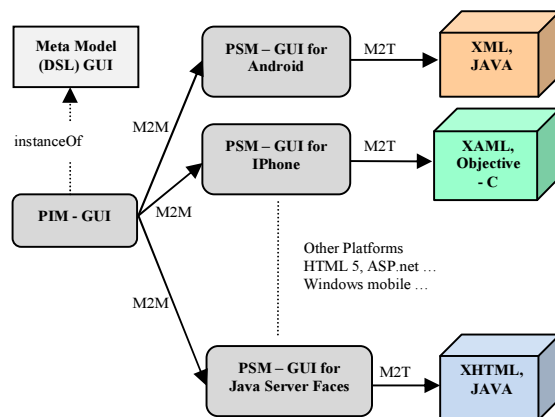 Meta Model
(DSL) GUI
instanceOf
PIM - GUI
M2M
M2M
M2M
PSM – GUI for
Android
M2T
XML,
JAVA
PSM – GUI for
IPhone
M2T
XAML,
Objective
- C
Other Platforms
HTML 5, ASP.net ...
Windows mobile ...
PSM – GUI for
Java Server Faces
M2T
XHTML,
JAVA